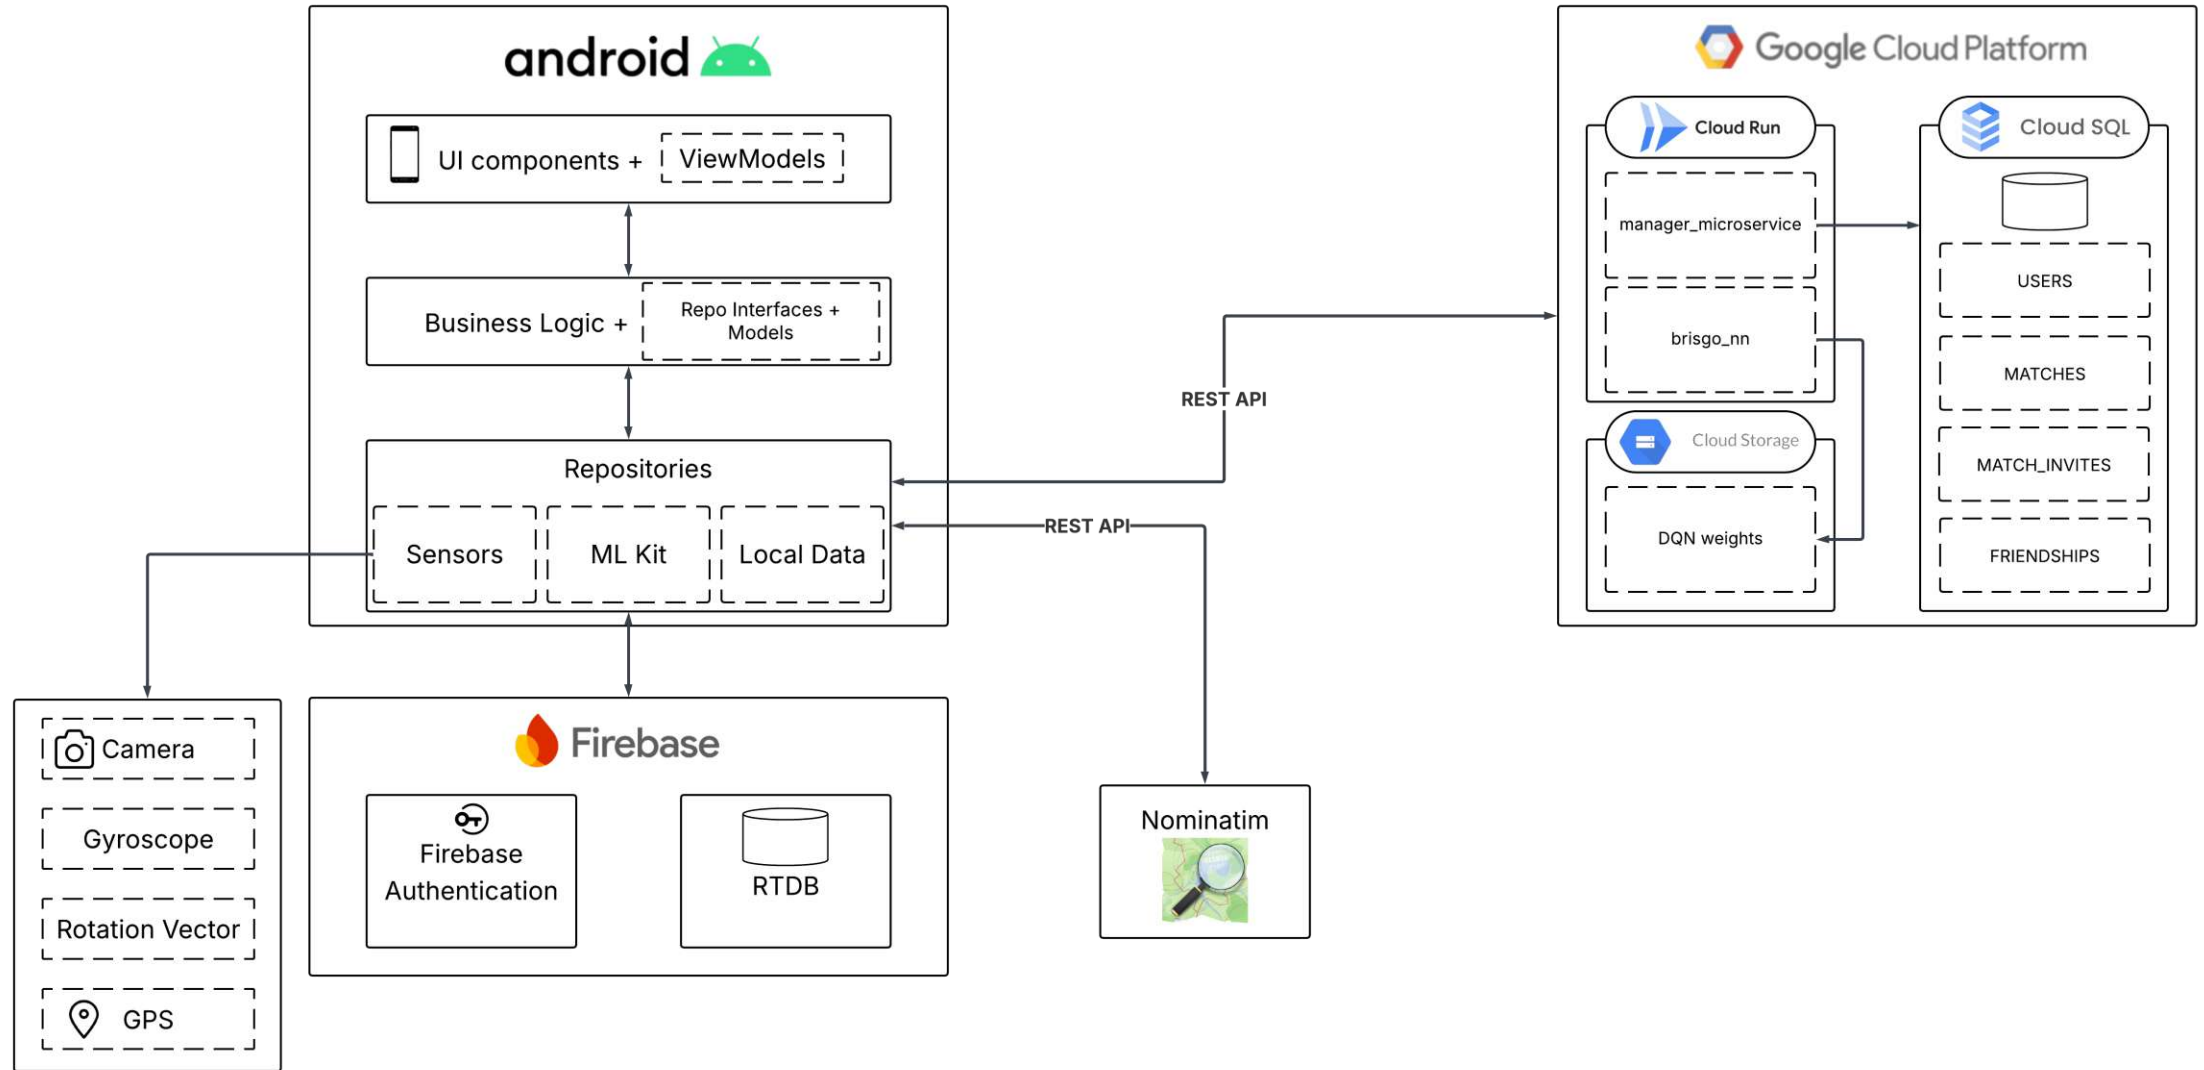 android
UI components +
ViewModels
Business Logic +
Repo Interfaces +
Models
Repositories
Sensors
ML Kit
Local Data
REST API
REST API
Google Cloud Platform
Cloud Run
manager_microservice
brisgo_nn
Cloud Storage
DQN weights
Cloud SQL
USERS
MATCHES
MATCH_INVITES
FRIENDSHIPS
Camera
Gyroscope
Rotation Vector
GPS
Firebase
Firebase
Authentication
RTDB
Nominatim